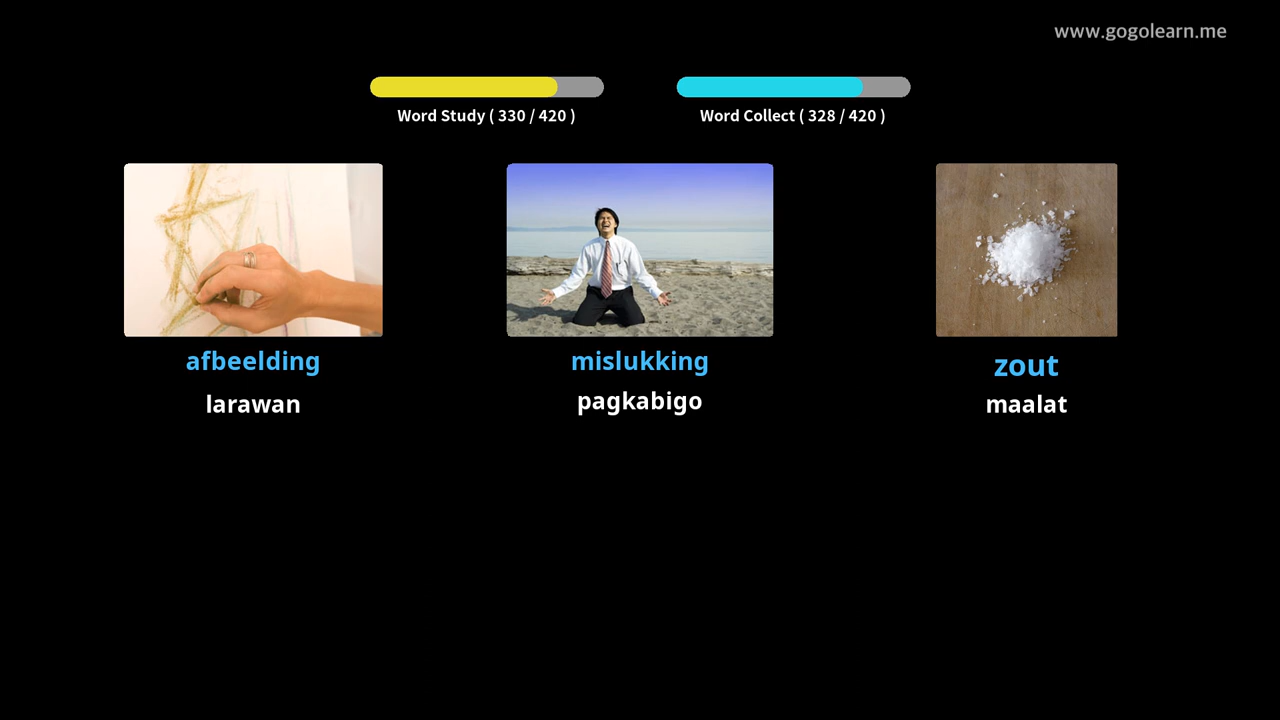 www.gogolearn.me
Word Study ( 330 / 420 )
Word Collect ( 328 / 420 )
afbeelding
larawan
mislukking
pagkabigo
zout
maalat